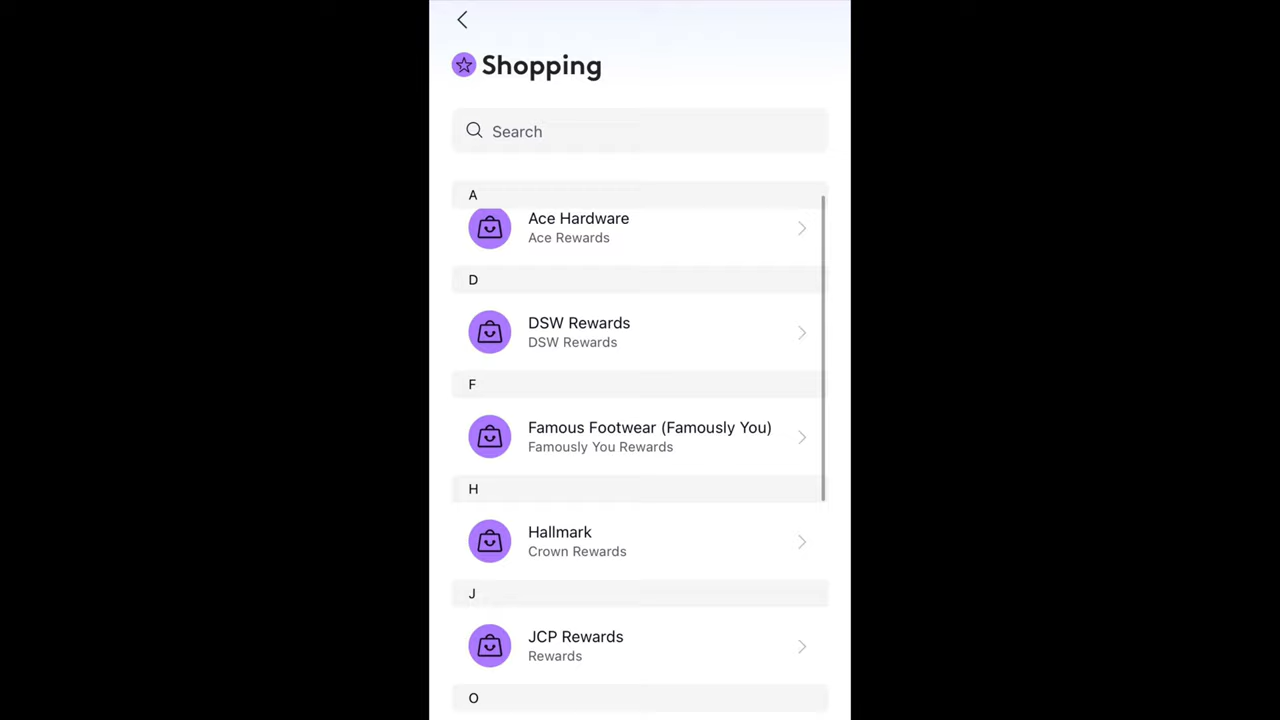 Shopping
Search
A
Ace Hardware
Ace Rewards
D
DSW Rewards
DSW Rewards
F
Famous Footwear (Famously You)
Famously You Rewards
H
Hallmark
Crown Rewards
J
JCP Rewards
Rewards
O